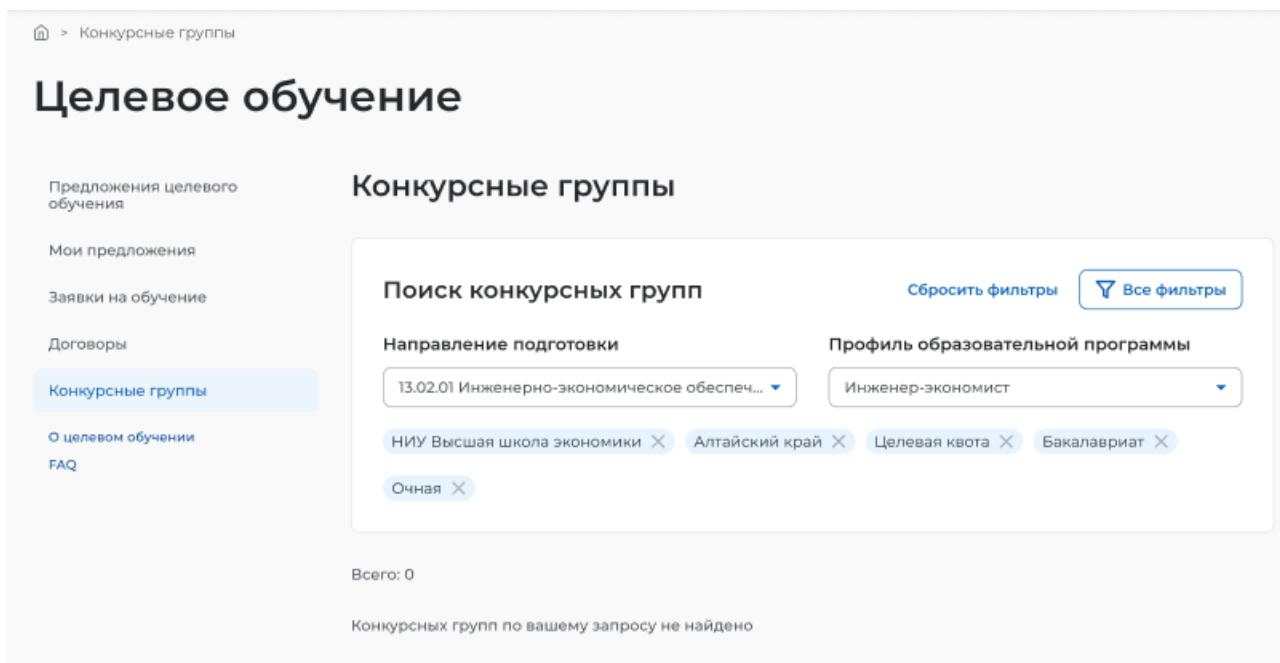 > Конкурсные группы
Целевое обучение
Предложения целевого
обучения
Мои предложения
Заявки на обучение
Договоры
Конкурсные группы
О целевом обучении
FAQ
Конкурсные группы
Поиск конкурсных групп
Сбросить фильтры
Все фильтры
Направление подготовки
Профиль образовательной программы
13.02.01 Инженерно-экономическое обеспеч...
Инженер-экономист
НИУ Высшая школа экономики
Алтайский край
Целевая квота
Бакалавриат
Очная
Всего: 0
Конкурсных групп по вашему запросу не найдено